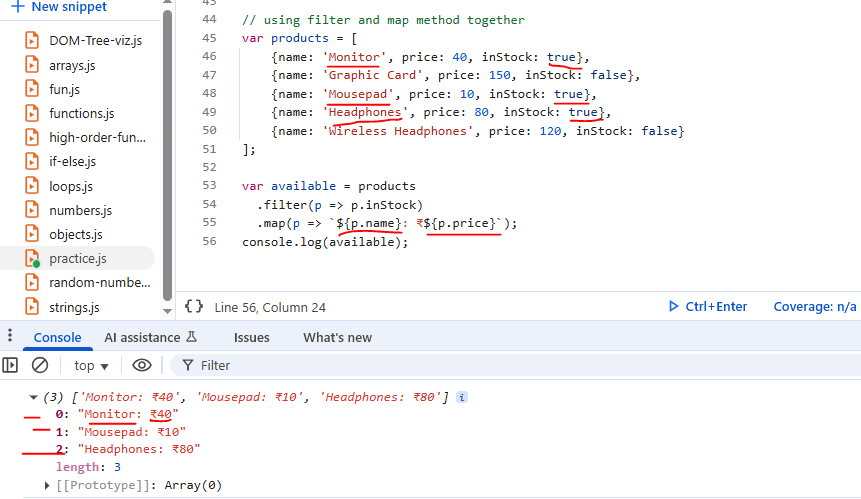 New snippet
DOM-Tree-viz.js
arrays.js
fun.js
functions.js
high-order-fun...
if-else.js
loops.js
numbers.js
objects.js
practice.js
random-numbe...
strings.js
43
44 // using filter and map method together
45 var products = [
46 {name: 'Monitor', price: 40, inStock: true},
47 {name: 'Graphic Card', price: 150, inStock: false},
48 {name: 'Mousepad', price: 10, inStock: true},
49 {name: 'Headphones', price: 80, inStock: true},
50 {name: 'Wireless Headphones', price: 120, inStock: false}
51 ];
52
53 var available = products
54 .filter(p => p.inStock)
55 .map(p => `${p.name}: ₹${p.price}`);
56 console.log(available);
{} Line 56, Column 24 Ctrl+Enter Coverage: n/a
Console AI assistance Issues What's new
top Filter
(3) ['Monitor: ₹40', 'Mousepad: ₹10', 'Headphones: ₹80'] i
0: "Monitor: ₹40"
1: "Mousepad: ₹10"
2: "Headphones: ₹80"
length: 3
[[Prototype]]: Array(0)